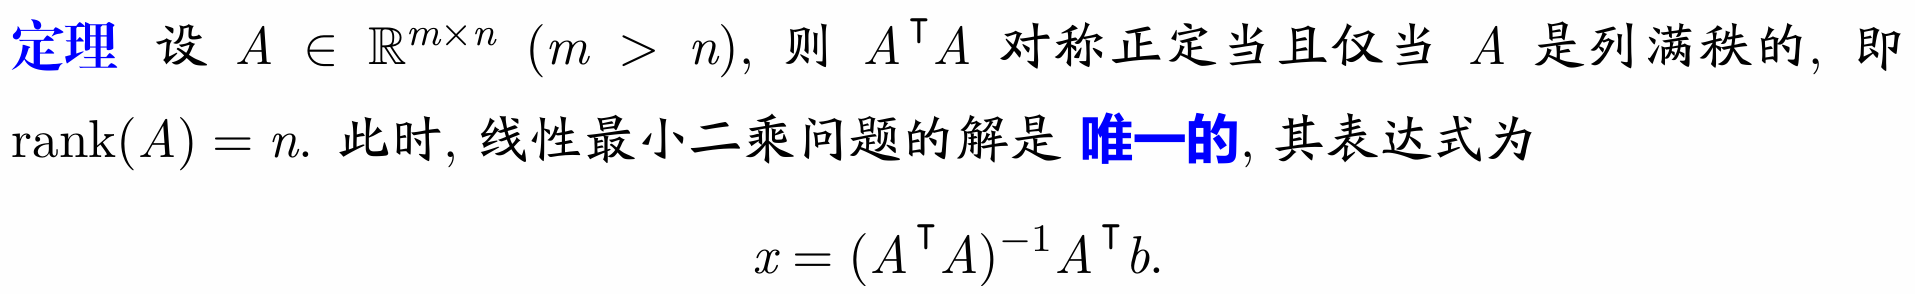 定理 设 A ∈ ℝ^{m×n} (m > n), 则 A^⊤A 对称正定当且仅当 A 是列满秩的, 即
rank(A) = n. 此时, 线性最小二乘问题的解是 唯一的, 其表达式为
x = (A^⊤A)^{−1}A^⊤b.